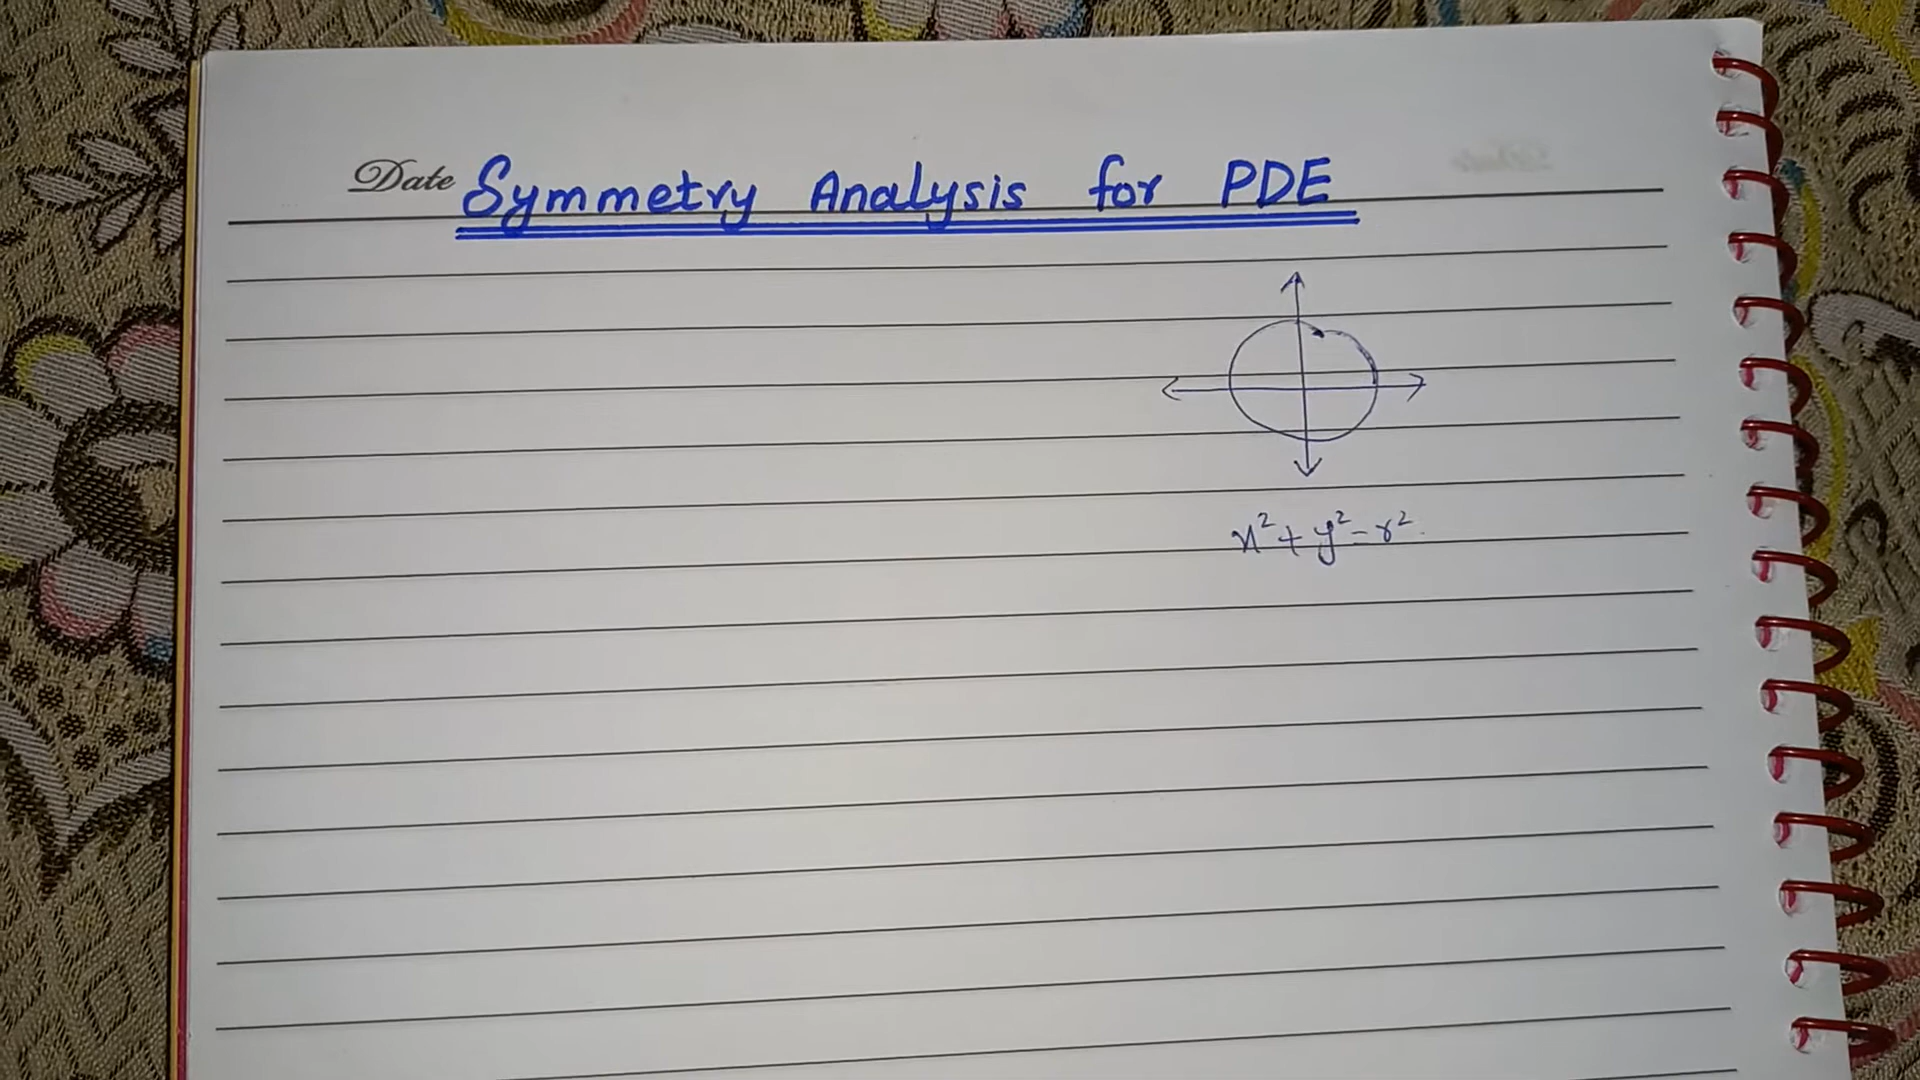 Date Symmetry Analysis for PDE
x² + y² = r²